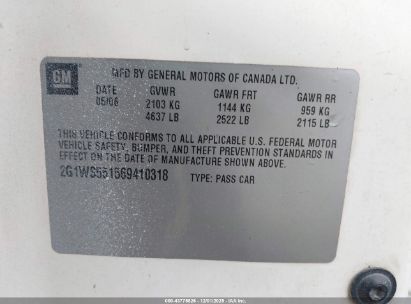 GM
MFD BY GENERAL MOTORS OF CANADA LTD.
DATE GVWR GAWR FRT GAWR RR
05/06 2103 KG 1144 KG 959 KG
4637 LB 2522 LB 2115 LB
THIS VEHICLE CONFORMS TO ALL APPLICABLE U.S. FEDERAL MOTOR
VEHICLE SAFETY, BUMPER, AND THEFT PREVENTION STANDARDS IN
EFFECT ON THE DATE OF MANUFACTURE SHOWN ABOVE.
2G1WS551569410318 TYPE: PASS CAR